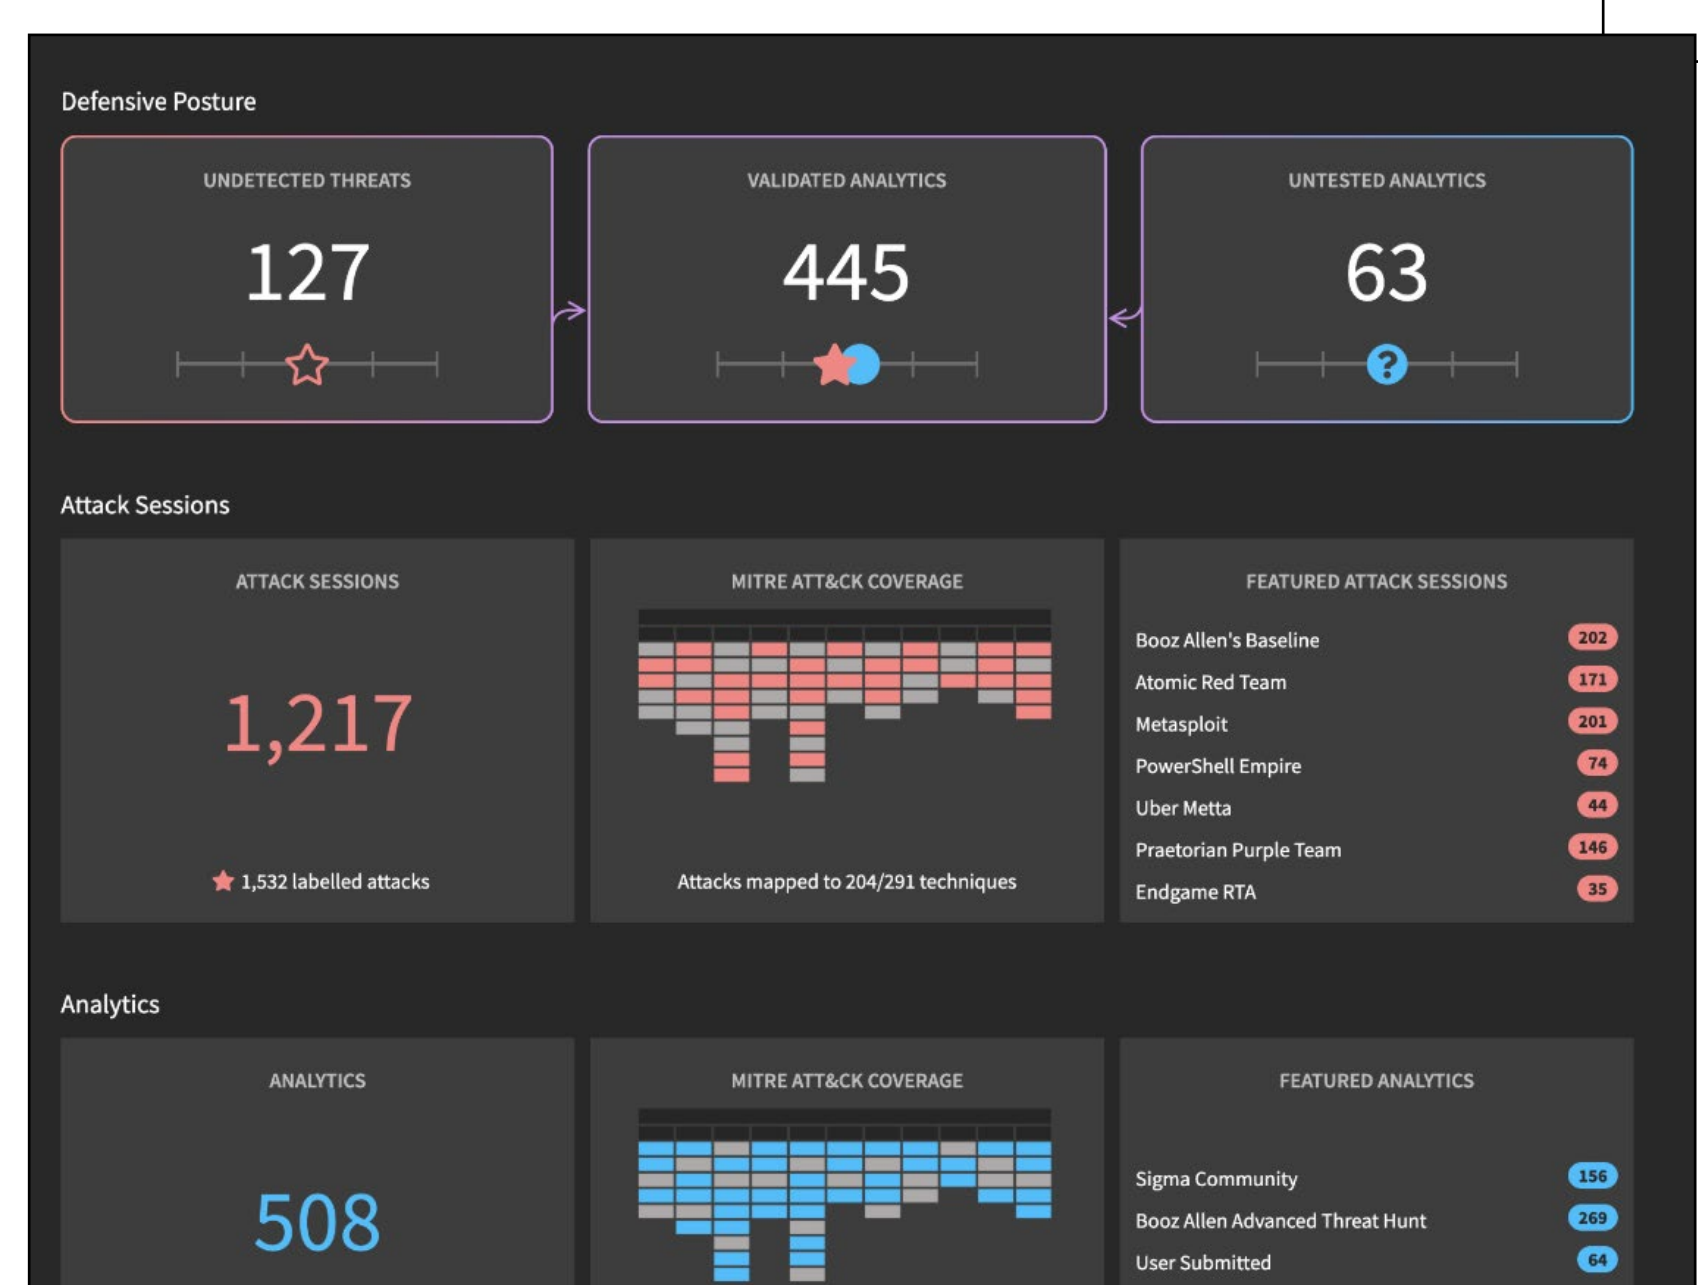 Defensive Posture
UNDETECTED THREATS
127
VALIDATED ANALYTICS
445
UNTESTED ANALYTICS
63
?
Attack Sessions
ATTACK SESSIONS
1,217
1,532 labelled attacks
MITRE ATT&CK COVERAGE
Attacks mapped to 204/291 techniques
FEATURED ATTACK SESSIONS
Booz Allen's Baseline 202
Atomic Red Team 171
Metasploit 201
PowerShell Empire 74
Uber Metta 44
Praetorian Purple Team 146
Endgame RTA 35
Analytics
ANALYTICS
508
MITRE ATT&CK COVERAGE
FEATURED ANALYTICS
Sigma Community 156
Booz Allen Advanced Threat Hunt 269
User Submitted 64